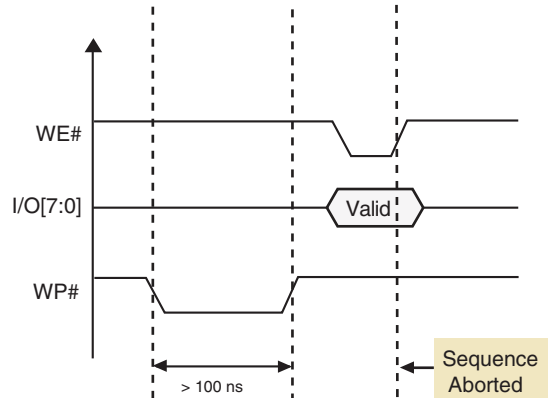 WE#
I/O[7:0]
Valid
WP#
> 100 ns
Sequence
Aborted